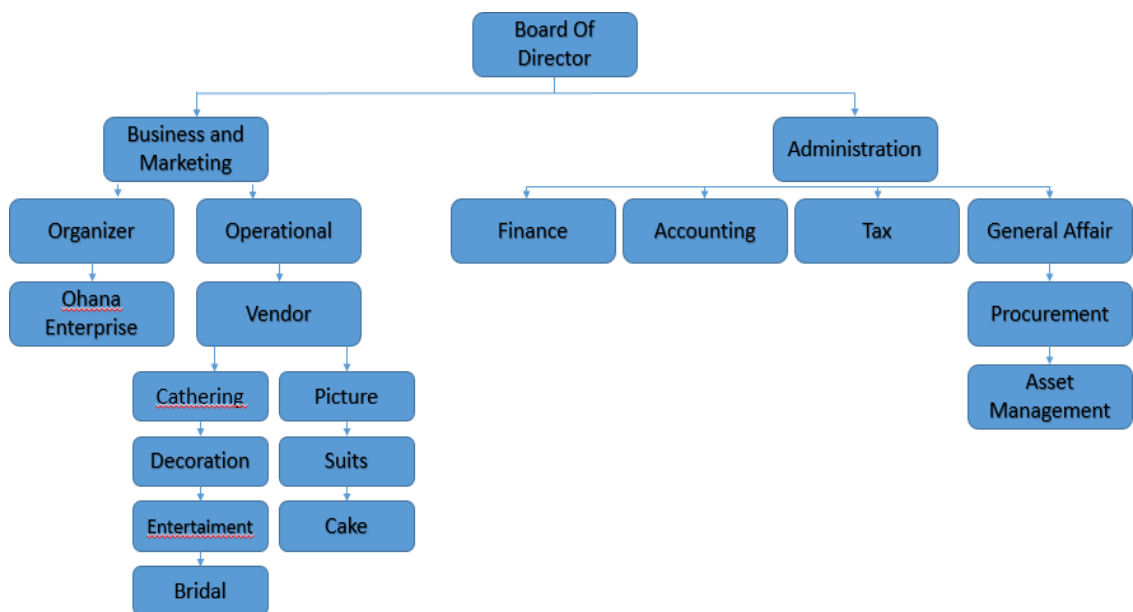 Board Of
Director
Business and
Marketing
Administration
Organizer
Operational
Finance
Accounting
Tax
General Affair
Ohana
Enterprise
Vendor
Procurement
Cathering
Picture
Asset
Management
Decoration
Suits
Entertaiment
Cake
Bridal